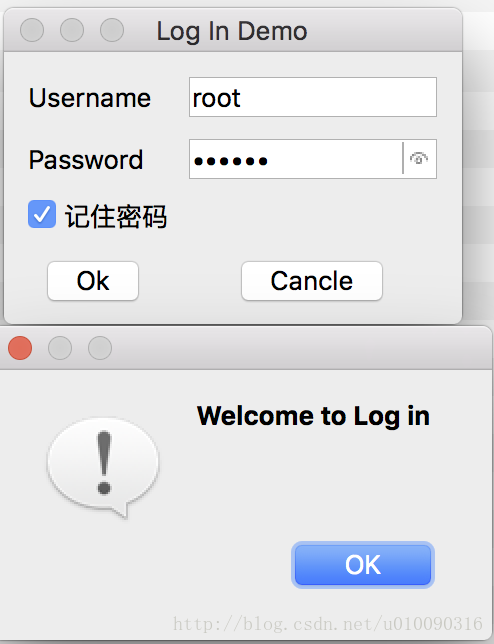 Log In Demo
Username root
Password ••••••
记住密码
Ok Cancle
Welcome to Log in
OK
http://blog.csdn.net/u010090316